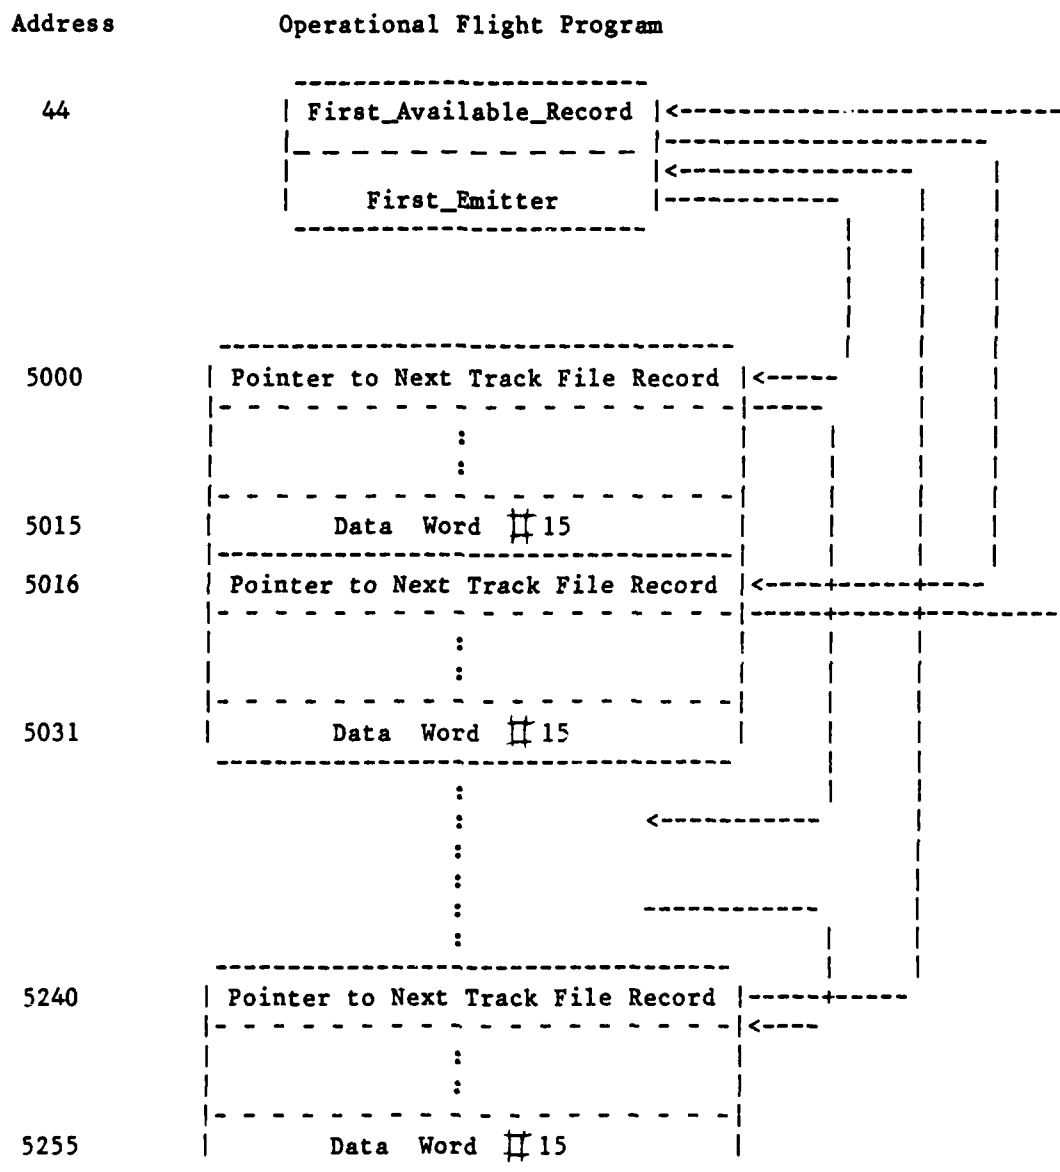 Address Operational Flight Program
44 First_Available_Record
First_Emitter
5000 Pointer to Next Track File Record
:
:
5015 Data Word #15
5016 Pointer to Next Track File Record
:
:
5031 Data Word #15
:
:
:
:
:
:
5240 Pointer to Next Track File Record
:
:
5255 Data Word #15